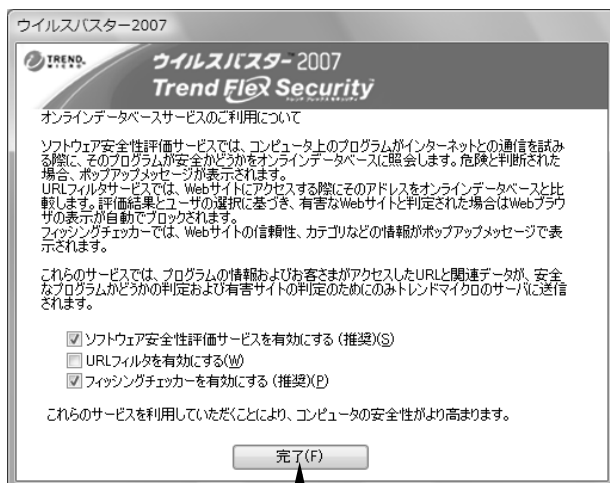 ウイルスバスター2007
TREND MICRO
ウイルスバスター™2007
Trend Flex Security
トレンド フレックス セキュリティ
オンラインデータベースサービスのご利用について
ソフトウェア安全性評価サービスでは、コンピュータ上のプログラムがインターネットとの通信を試み
る際に、そのプログラムが安全かどうかをオンラインデータベースに照会します。危険と判断された
場合、ポップアップメッセージが表示されます。
URLフィルタサービスでは、Webサイトにアクセスする際にそのアドレスをオンラインデータベースと比
較します。評価結果とユーザの選択に基づき、有害なWebサイトと判定された場合はWebブラウ
ザの表示が自動でブロックされます。
フィッシングチェッカーでは、Webサイトの信頼性、カテゴリなどの情報がポップアップメッセージで表
示されます。
これらのサービスでは、プログラムの情報およびお客さまがアクセスしたURLと関連データが、安全
なプログラムかどうかの判定および有害サイトの判定のためにのみトレンドマイクロのサーバに送信
されます。
ソフトウェア安全性評価サービスを有効にする（推奨）(S)
URLフィルタを有効にする(W)
フィッシングチェッカーを有効にする（推奨）(P)
これらのサービスを利用していただくことにより、コンピュータの安全性がより高まります。
完了(F)